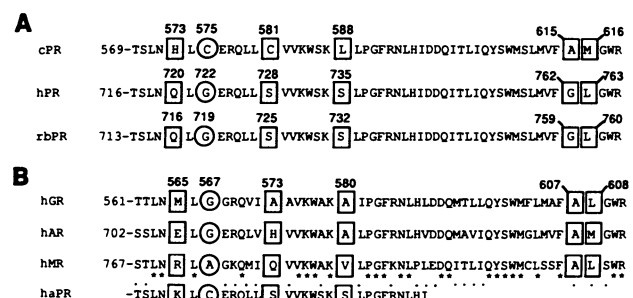 A
573 575 581 588 615 616
cPR 569-TSLN H L C ERQLL C VVKWSK L LPGFRNLHIDDQITLIQYSWMSLMVF A M GWR
720 722 728 735 762 763
hPR 716-TSLN Q L G ERQLL S VVKWSK S LPGFRNLHIDDQITLIQYSWMSLMVF G L GWR
716 719 725 732 759 760
rbPR 713-TSLN Q L G ERQLL S VVKWSK S LPGFRNLHIDDQITLIQYSWMSLMVF G L GWR
B
565 567 573 580 607 608
hGR 561-TTLN M L G GRQVI A AVKWAK A IPGFRNLHLDDQMTLLQYSWMFLMAF A L GWR
hAR 702-SSLN E L G ERQLV H VVKWAK A LPGFRNLHVDDQMAVIQYSWMGLMVF A M GWR
hMR 767-STLN R L A GKQMI Q VVKWAK V LPGFKNLPLEDQITLIQYSWMCLSSF A L SWR
haPR -TSLN K L C ERQLLS VVKWSK S LPGFRNLHI